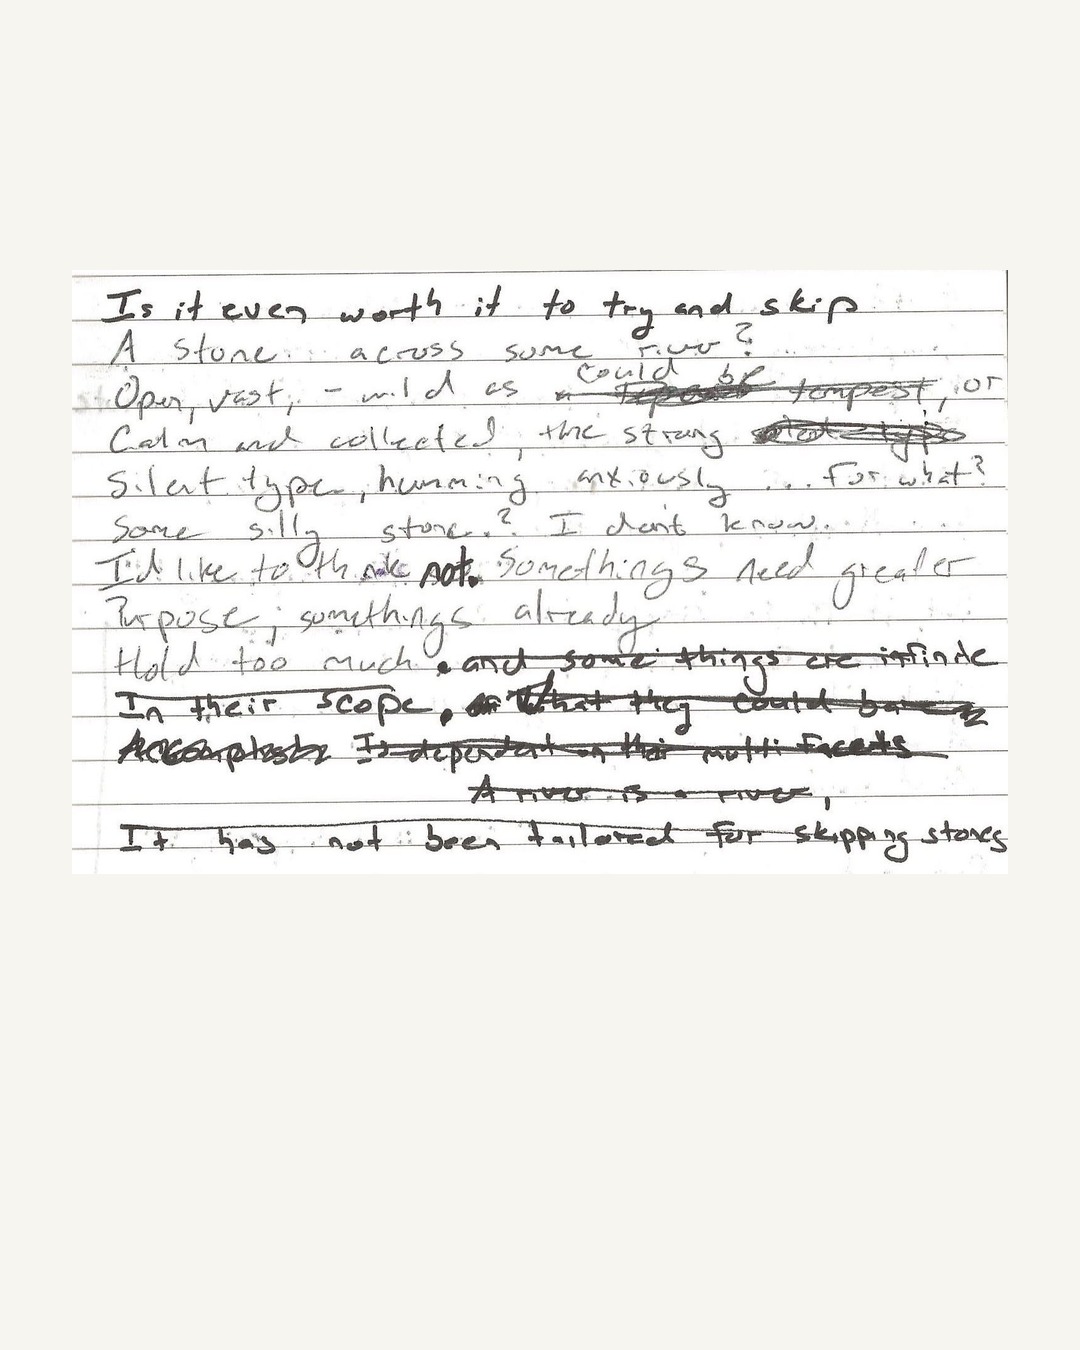 Is it even worth it to try and skip
A stone across some river?
could be
Open, vast, - wild as a tempest, or
Calm and collected, the strong
Silent type, humming anxiously ... For what?
Some silly stone? I don't know.
I'd like to think not. Somethings need greater
Purpose; somethings already
Hold too much. and some things are infinite
In their scope, what they could
Is dependent on their multi Facets
A river is a river,
It has not been tailored for skipping stones